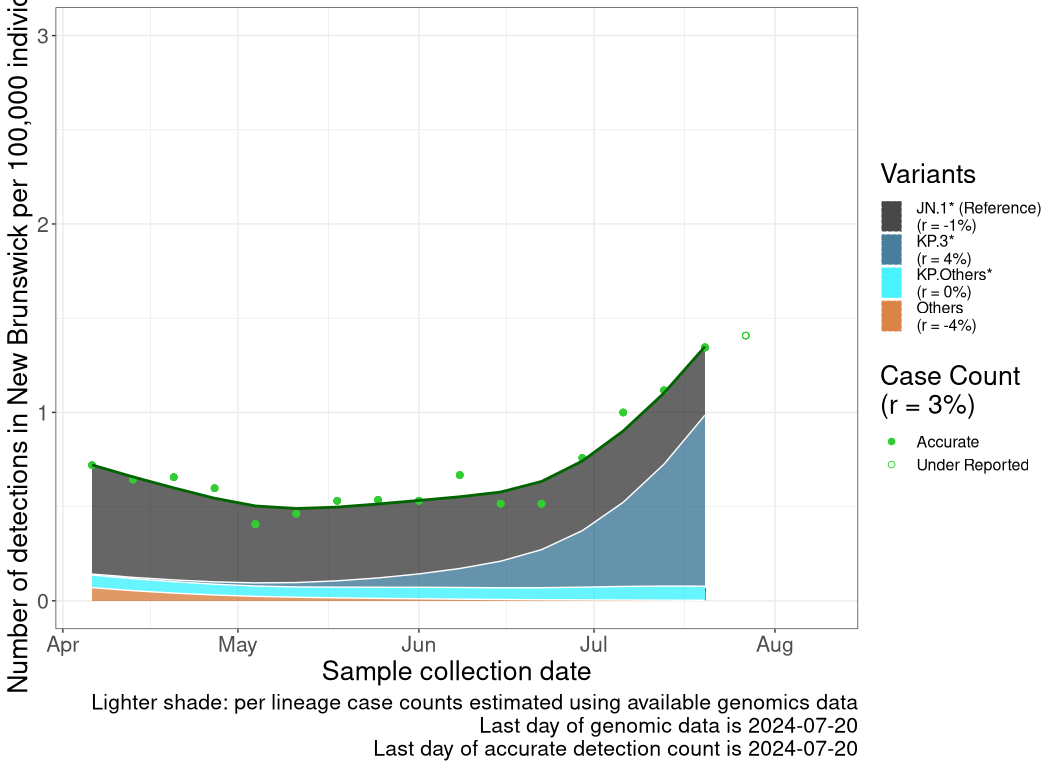 Number of detections in New Brunswick per 100,000
3
2
1
0
Apr
May
Jun
Jul
Aug
Sample collection date
Lighter shade: per lineage case counts estimated using available genomics data
Last day of genomic data is 2024-07-20
Last day of accurate detection count is 2024-07-20
Variants
JN.1* (Reference)
(r = -1%)
KP.3*
(r = 4%)
KP.Others*
(r = 0%)
Others
(r = -4%)
Case Count
(r = 3%)
Accurate
Under Reported